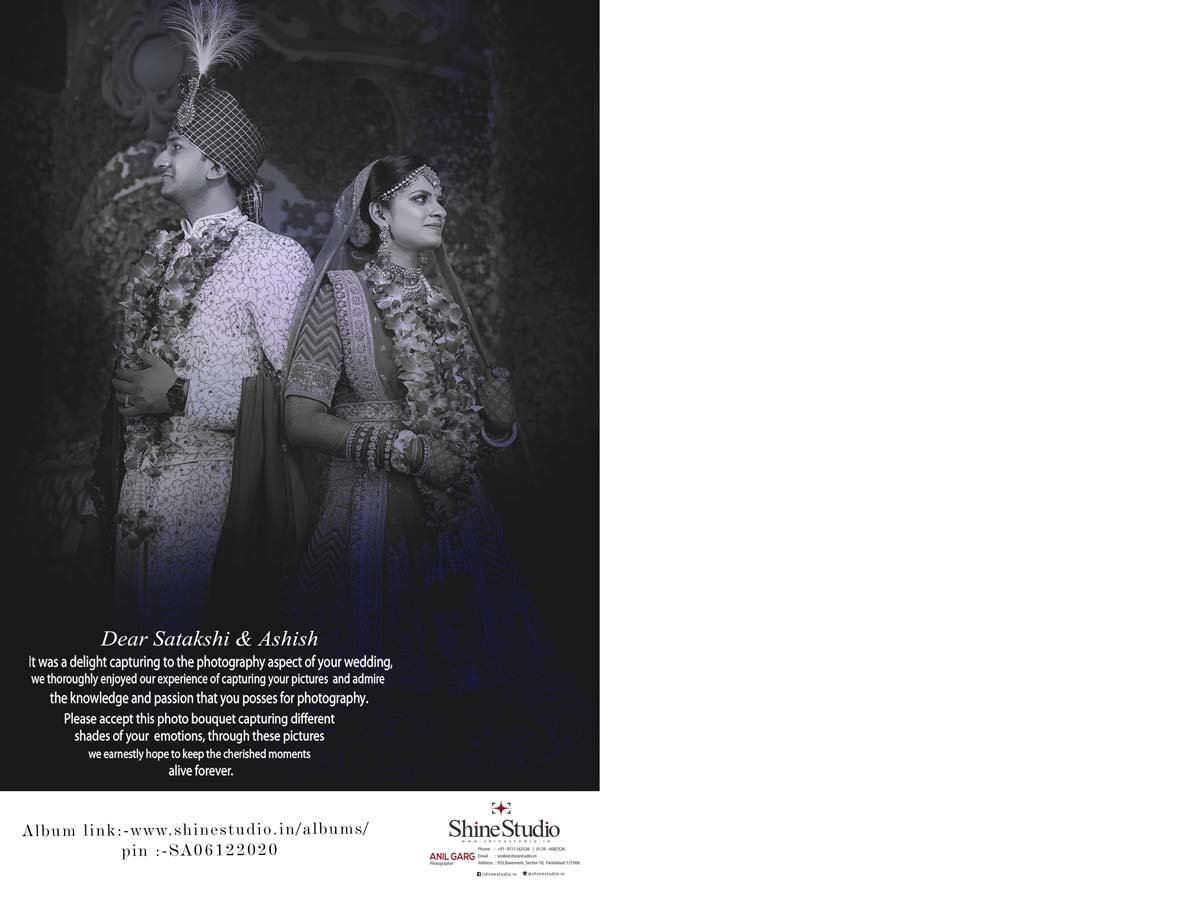 Dear Satakshi & Ashish
It was a delight capturing to the photography aspect of your wedding,
we thoroughly enjoyed our experience of capturing your pictures and admire
the knowledge and passion that you posses for photography.
Please accept this photo bouquet capturing different
shades of your emotions, through these pictures
we earnestly hope to keep the cherished moments
alive forever.
Album link:-www.shinestudio.in/albums/
pin :-SA06122020
Shine Studio
www.shinestudio.in
ANIL GARG
Photographer
Phone : +91- 9711162526 | 0129 - 4082526
Email : smile@shinestudio.in
Address : 932,Basement, Sector-10, Faridabad-121006
/shinestudio.in @shinestudio.in